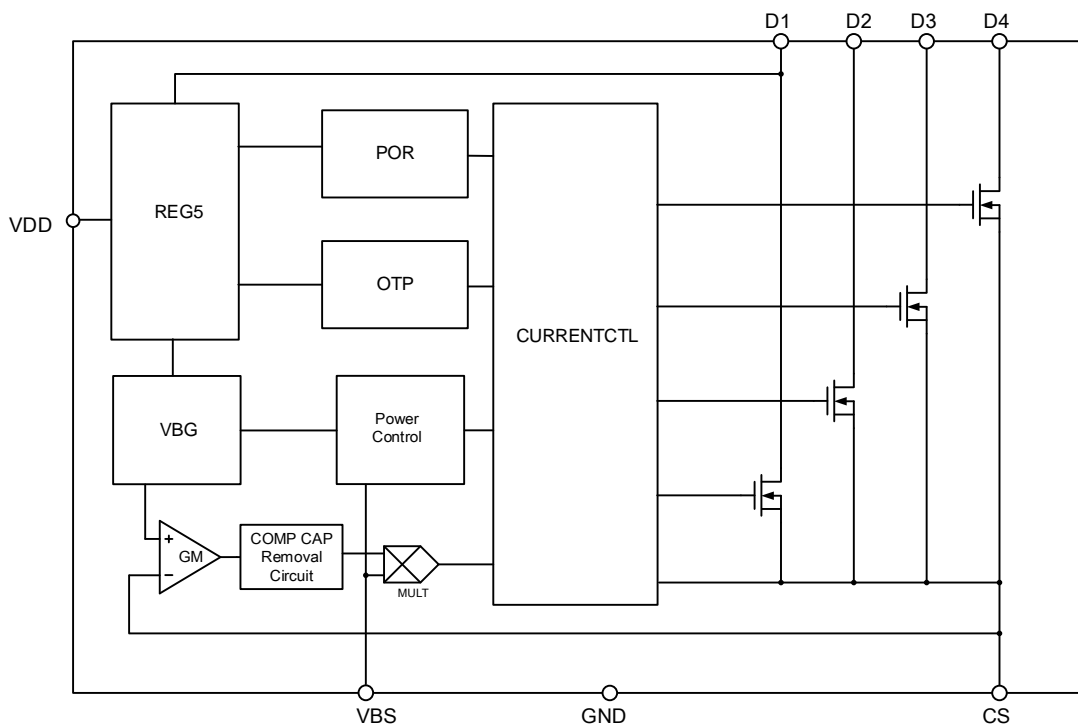 D1 D2 D3 D4
POR
REG5
VDD
OTP
CURRENTCTL
VBG
Power
Control
COMP CAP
Removal
Circuit
+
GM
−
MULT
VBS
GND
CS